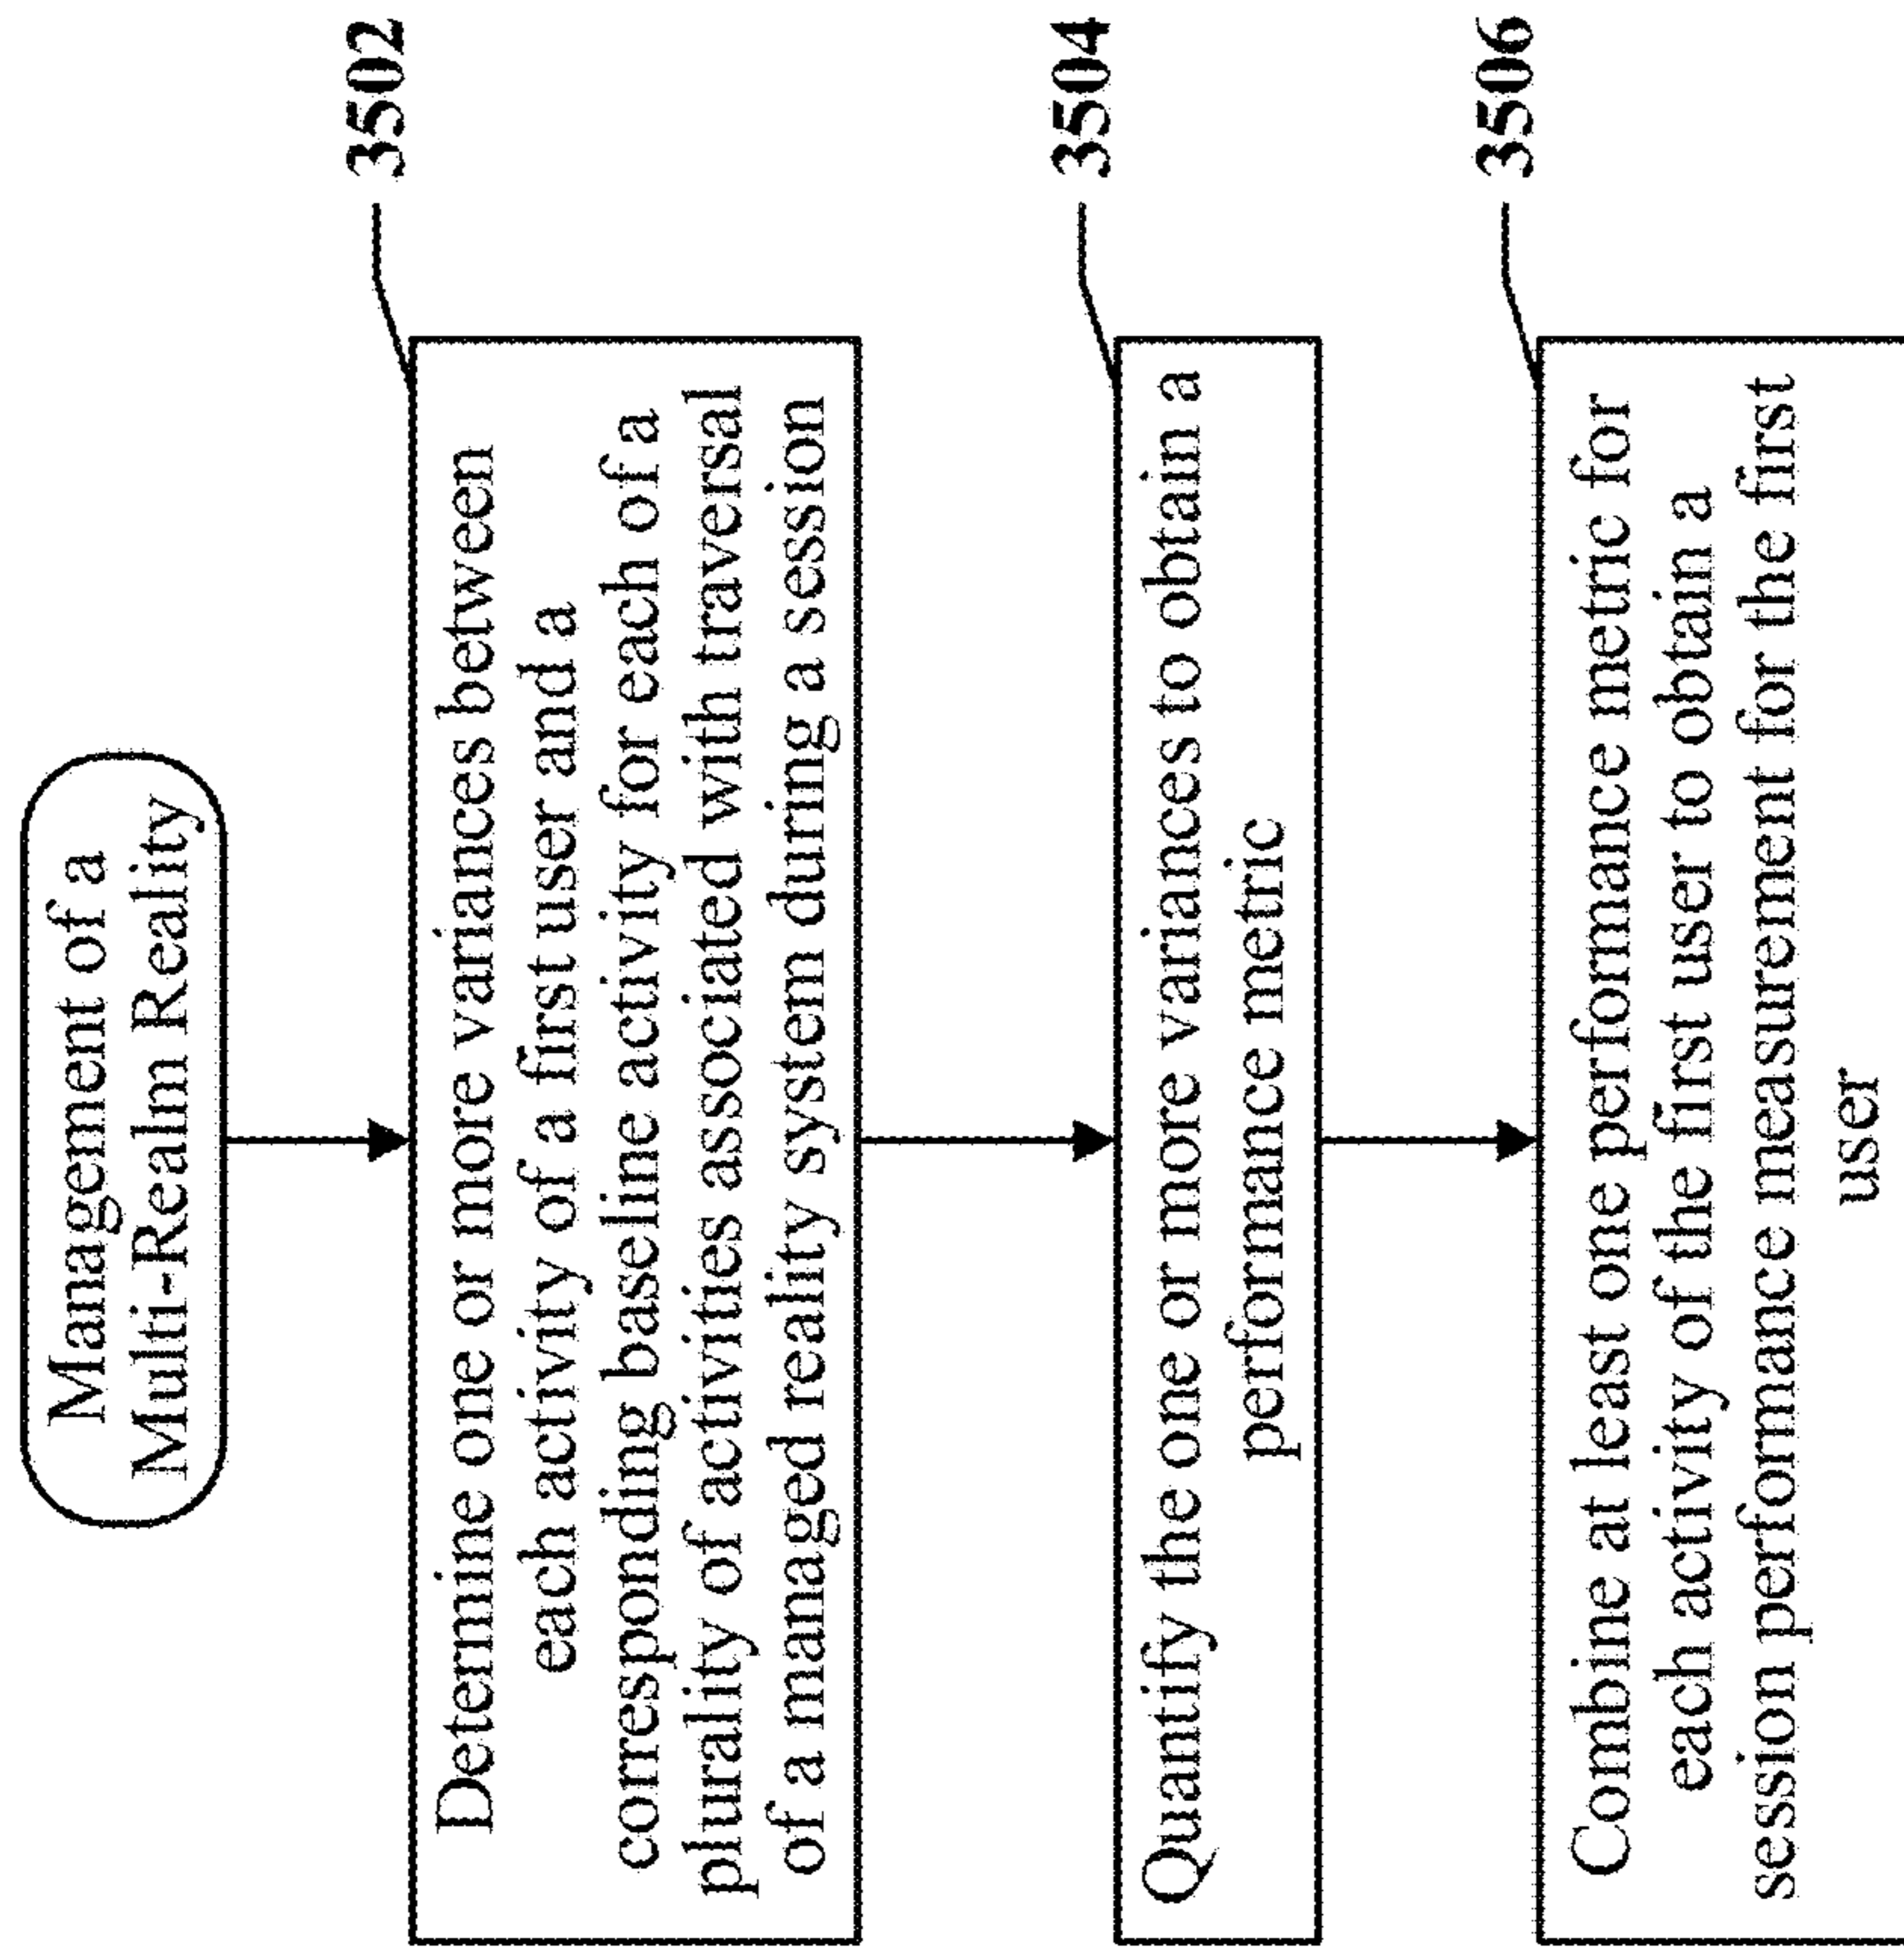 Management of a
Multi-Realm Reality
3502
Determine one or more variances between
each activity of a first user and a
corresponding baseline activity for each of a
plurality of activities associated with traversal
of a managed reality system during a session
3504
Quantify the one or more variances to obtain a
performance metric
3506
Combine at least one performance metric for
each activity of the first user to obtain a
session performance measurement for the first
user